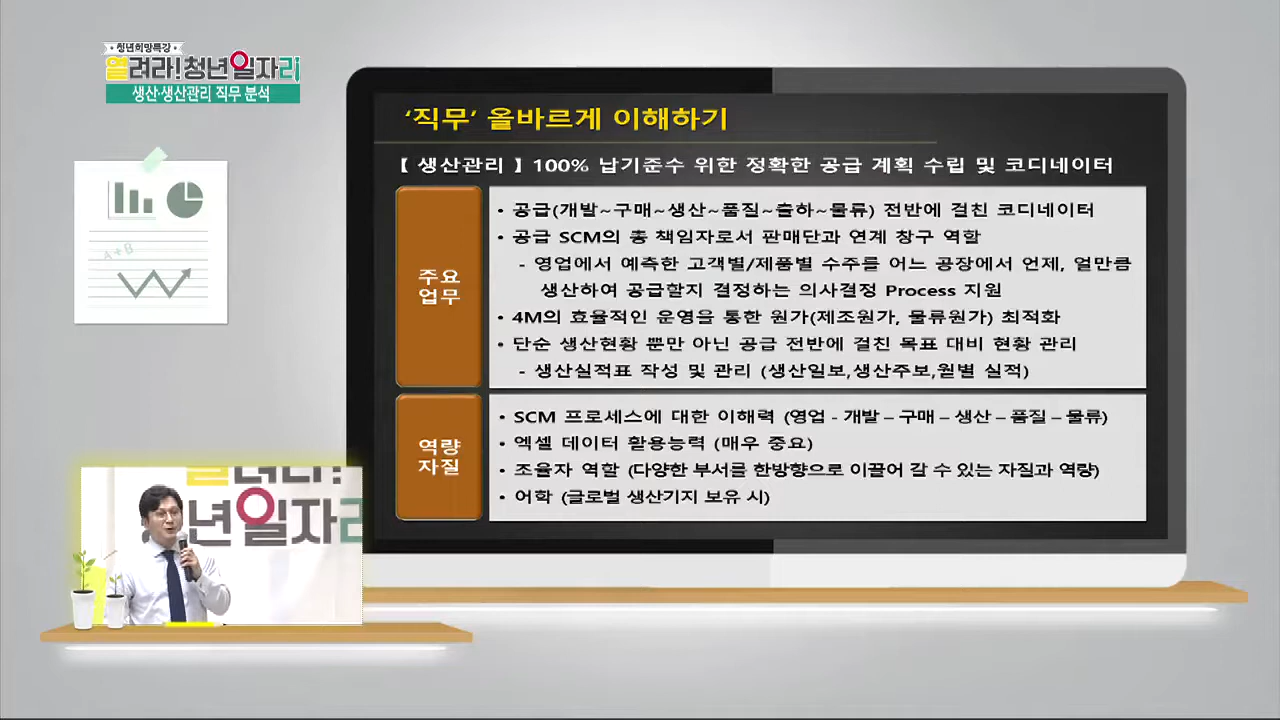 청년희망특강
열려라!청년일자리
생산·생산관리 직무 분석
'직무' 올바르게 이해하기
【 생산관리 】 100% 납기준수 위한 정확한 공급 계획 수립 및 코디네이터
주요
업무
• 공급(개발~구매~생산~품질~출하~물류) 전반에 걸친 코디네이터
• 공급 SCM의 총 책임자로서 판매단과 연계 창구 역할
- 영업에서 예측한 고객별/제품별 수주를 어느 공장에서 언제, 얼만큼
생산하여 공급할지 결정하는 의사결정 Process 지원
• 4M의 효율적인 운영을 통한 원가(제조원가, 물류원가) 최적화
• 단순 생산현황 뿐만 아닌 공급 전반에 걸친 목표 대비 현황 관리
- 생산실적표 작성 및 관리 (생산일보,생산주보,월별 실적)
역량
자질
• SCM 프로세스에 대한 이해력 (영업 - 개발 – 구매 – 생산 – 품질 – 물류)
• 엑셀 데이터 활용능력 (매우 중요)
• 조율자 역할 (다양한 부서를 한방향으로 이끌어 갈 수 있는 자질과 역량)
• 어학 (글로벌 생산기지 보유 시)
A+B
열려라!
청년일자리